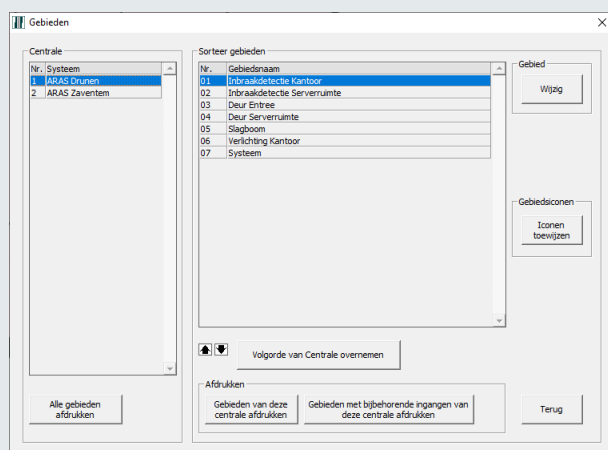 Gebieden
Centrale
Nr. Systeem
1 ARAS Drunen
2 ARAS Zaventem
Alle gebieden
afdrukken
Sorteer gebieden
Nr. Gebiedsnaam
01 Inbraakdetectie Kantoor
02 Inbraakdetectie Serverruimte
03 Deur Entree
04 Deur Serverruimte
05 Slagboom
06 Verlichting Kantoor
07 Systeem
Volgorde van Centrale overnemen
Afdrukken
Gebieden van deze
centrale afdrukken
Gebieden met bijbehorende ingangen van
deze centrale afdrukken
Gebied
Wijzig
Gebiedsiconen
Iconen
toewijzen
Terug